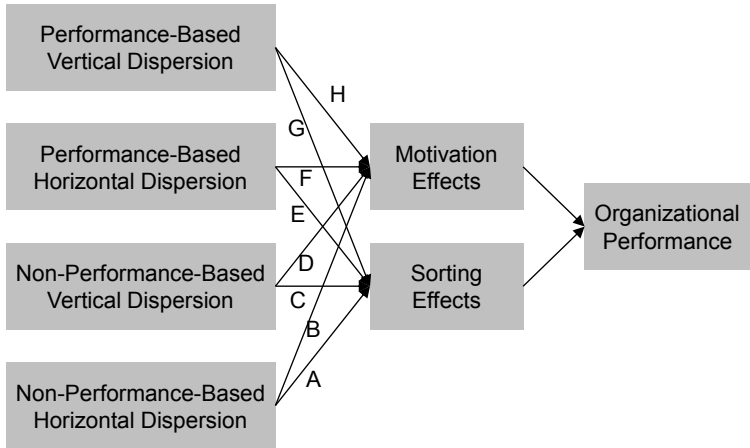 Performance-Based
Vertical Dispersion
H
G
Performance-Based
Horizontal Dispersion
F
E
Motivation
Effects
Organizational
Performance
Non-Performance-Based
Vertical Dispersion
D
C
Sorting
Effects
B
A
Non-Performance-Based
Horizontal Dispersion